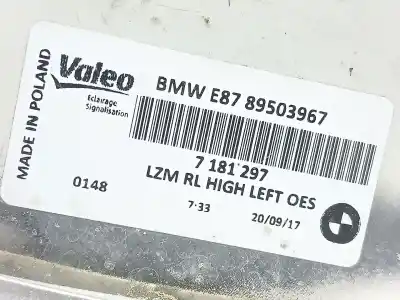 MADE IN POLAND
Valeo
Eclairage
Signalisation
BMW E87 89503967
7 181 297
LZM RL HIGH LEFT OES
0148
7·33
20/09/17